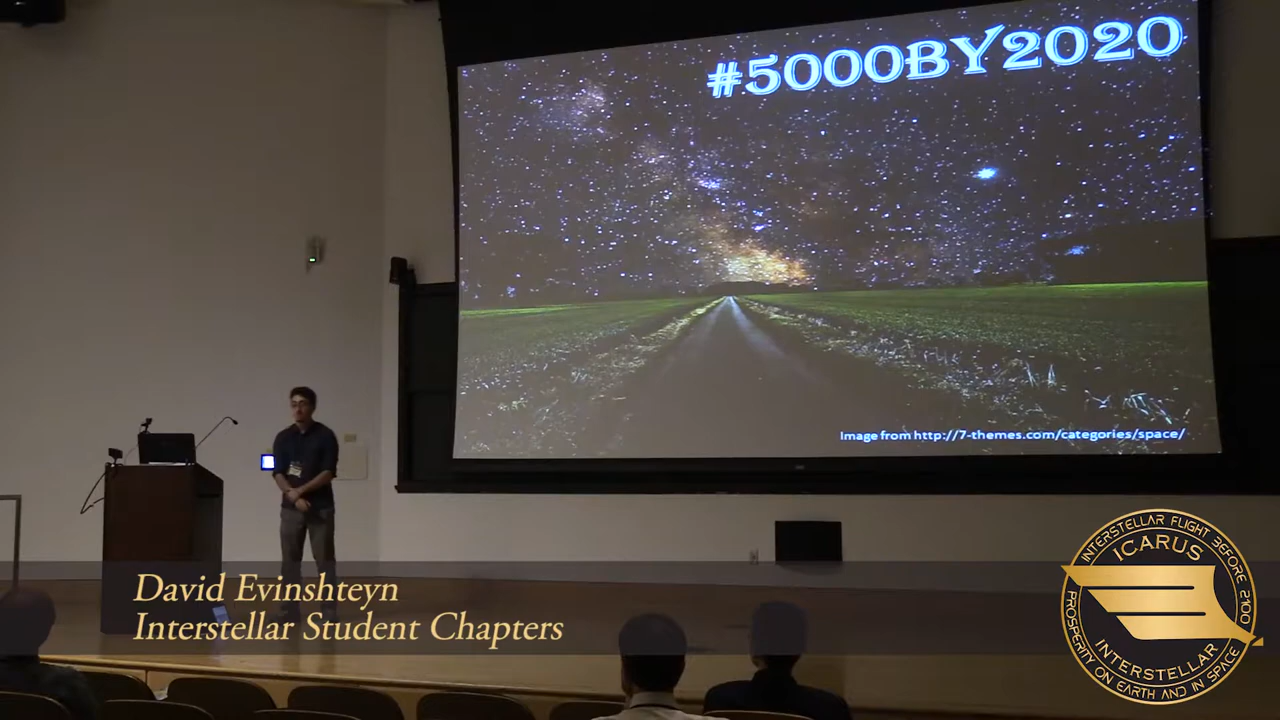 #5000BY2020
Image from http://7-themes.com/categories/space/
David Evinshteyn
Interstellar Student Chapters
INTERSTELLAR FLIGHT BEFORE 2100
ICARUS
INTERSTELLAR
PROSPERITY ON EARTH AND IN SPACE